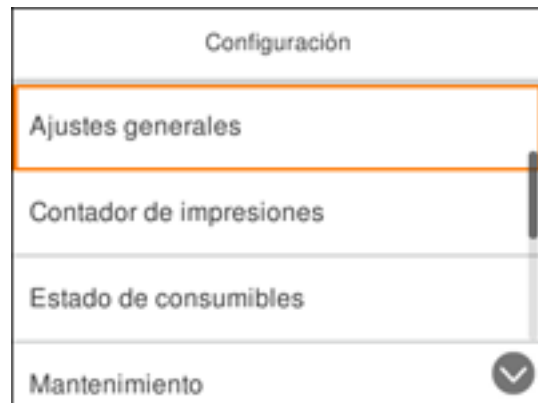 Configuración
Ajustes generales
Contador de impresiones
Estado de consumibles
Mantenimiento